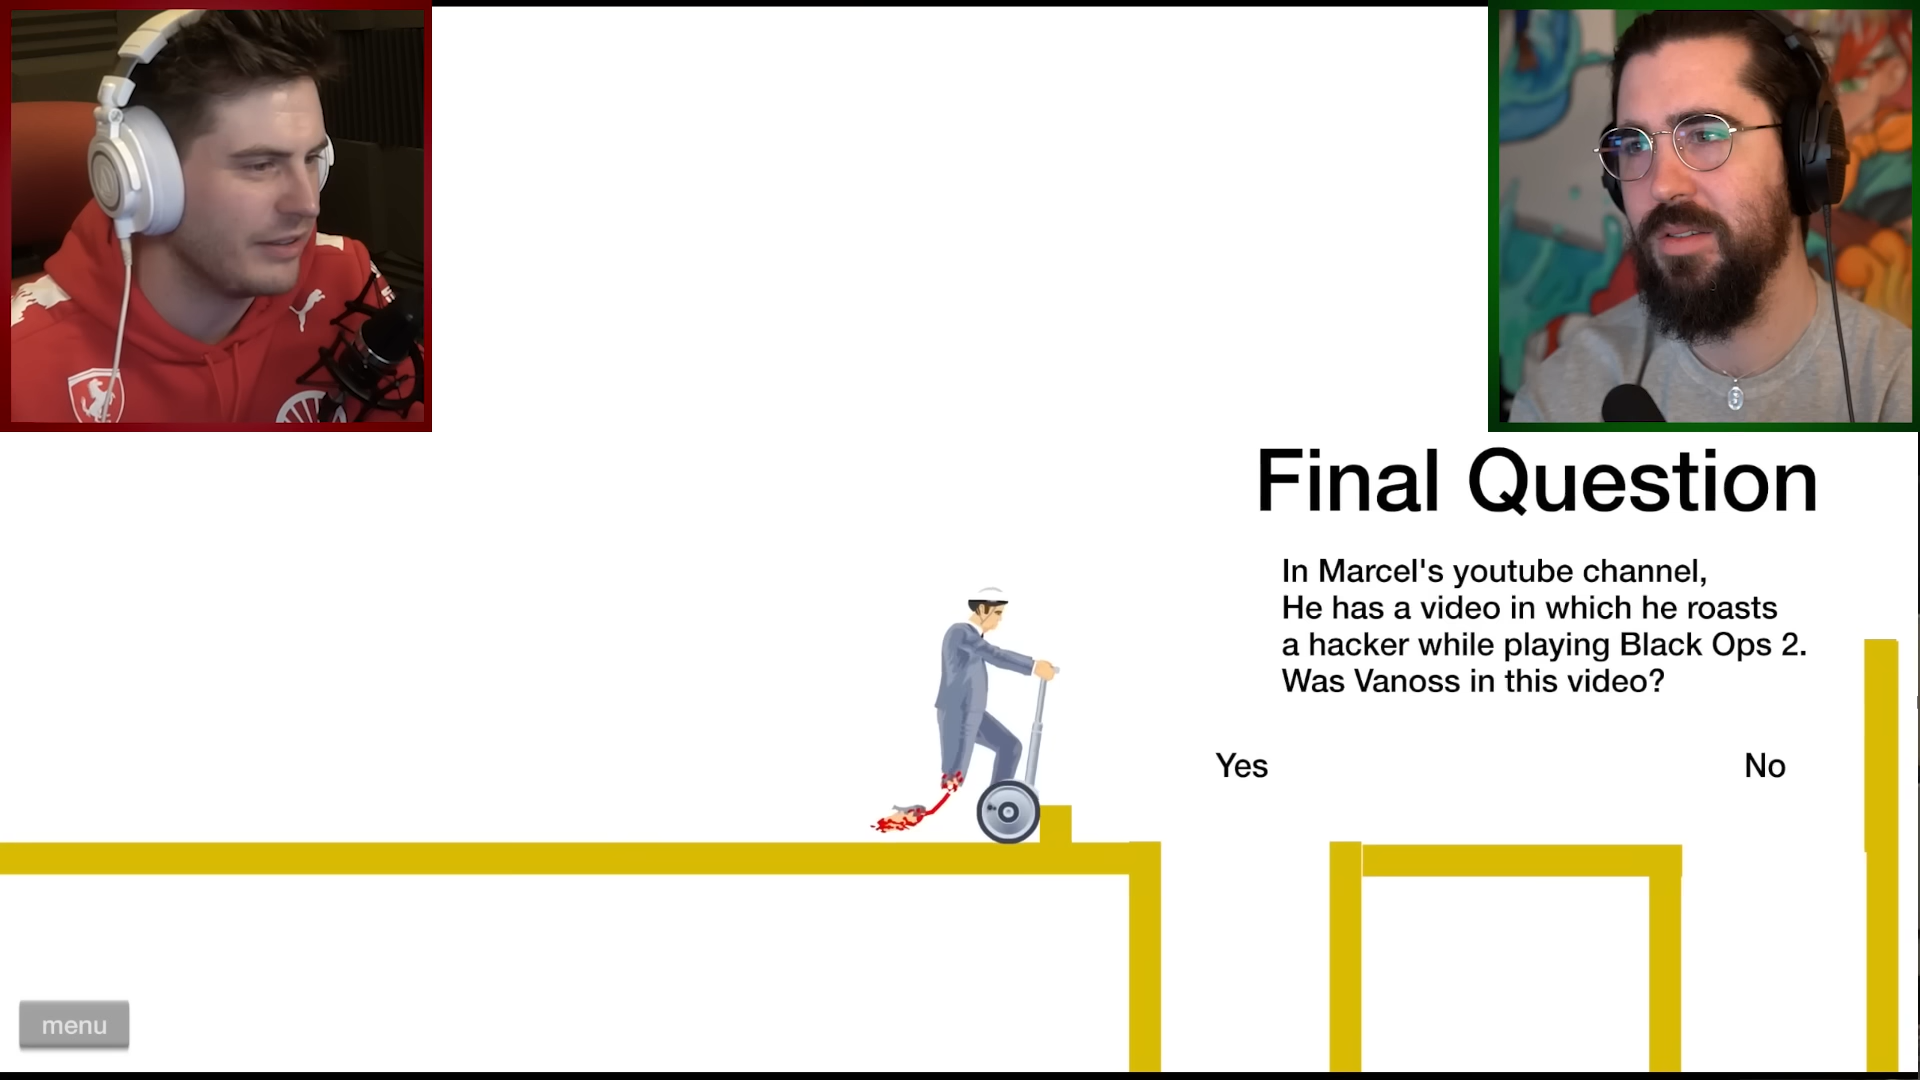 Final Question
In Marcel's youtube channel,
He has a video in which he roasts
a hacker while playing Black Ops 2.
Was Vanoss in this video?
Yes
No
menu